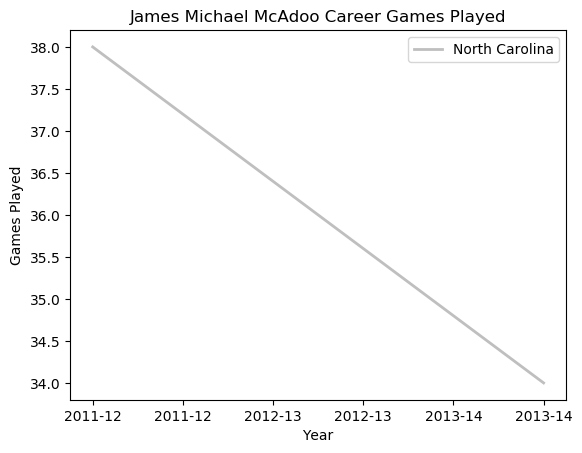 James Michael McAdoo Career Games Played
North Carolina
38.0
37.5
37.0
36.5
36.0
35.5
35.0
34.5
34.0
Games Played
2011-12 2011-12 2012-13 2012-13 2013-14 2013-14
Year